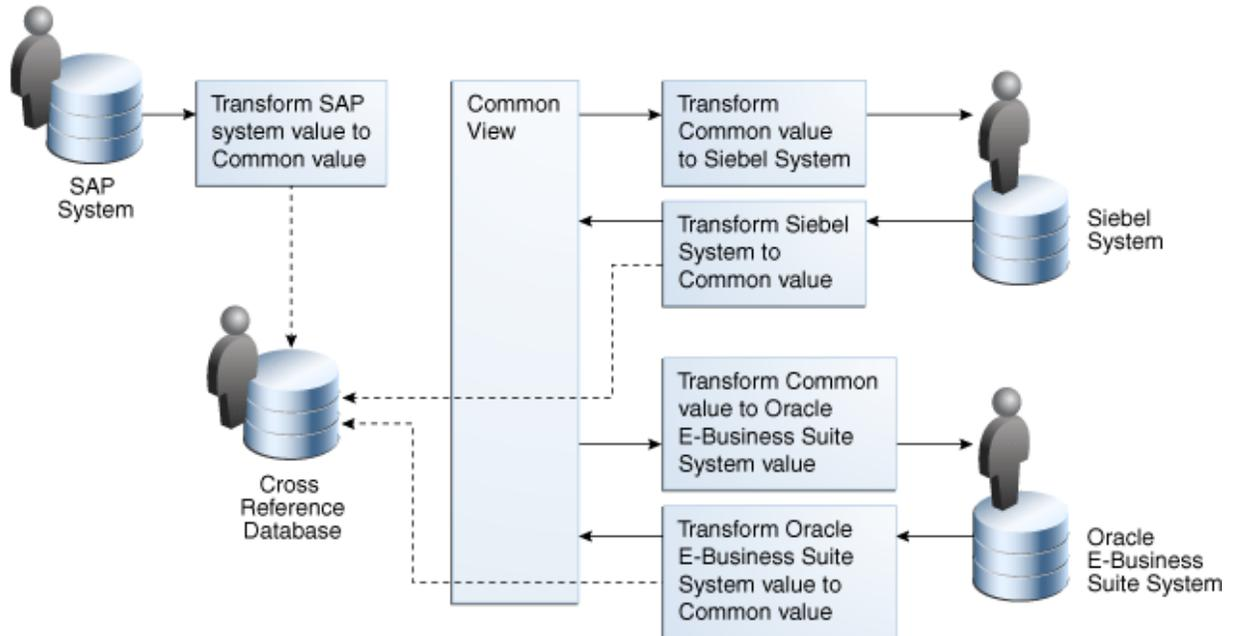 Transform SAP
system value to
Common value
SAP
System
Common
View
Transform
Common value
to Siebel System
Transform Siebel
System to
Common value
Siebel
System
Cross
Reference
Database
Transform Common
value to Oracle
E-Business Suite
System value
Transform Oracle
E-Business Suite
System value to
Common value
Oracle
E-Business
Suite System